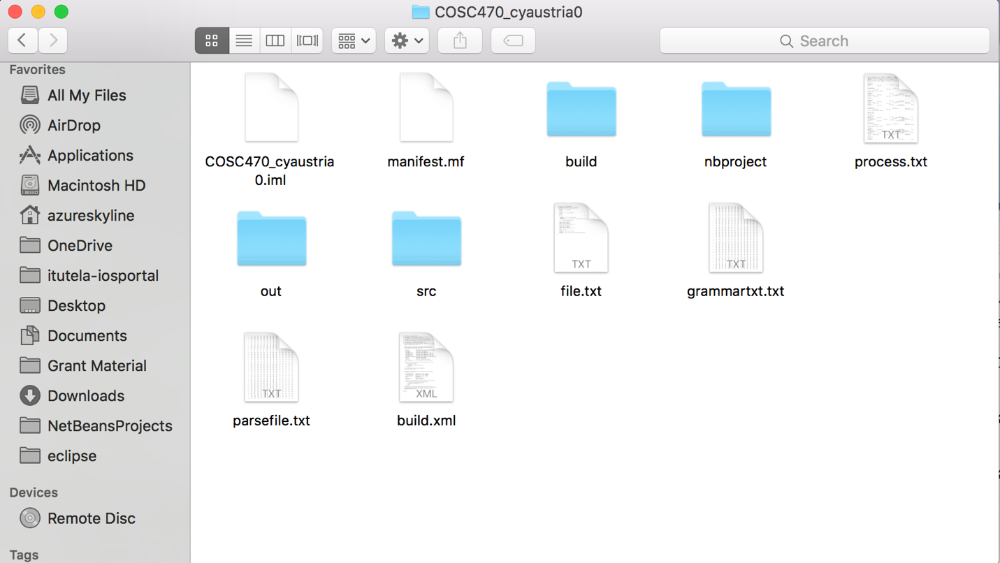 COSC470_cyaustria0
Search
Favorites
All My Files
AirDrop
Applications
Macintosh HD
azureskyline
OneDrive
itutela-iosportal
Desktop
Documents
Grant Material
Downloads
NetBeansProjects
eclipse
Devices
Remote Disc
Tags
COSC470_cyaustria
0.iml
manifest.mf
build
nbproject
TXT
process.txt
out
src
TXT
file.txt
TXT
grammartxt.txt
TXT
parsefile.txt
XML
build.xml